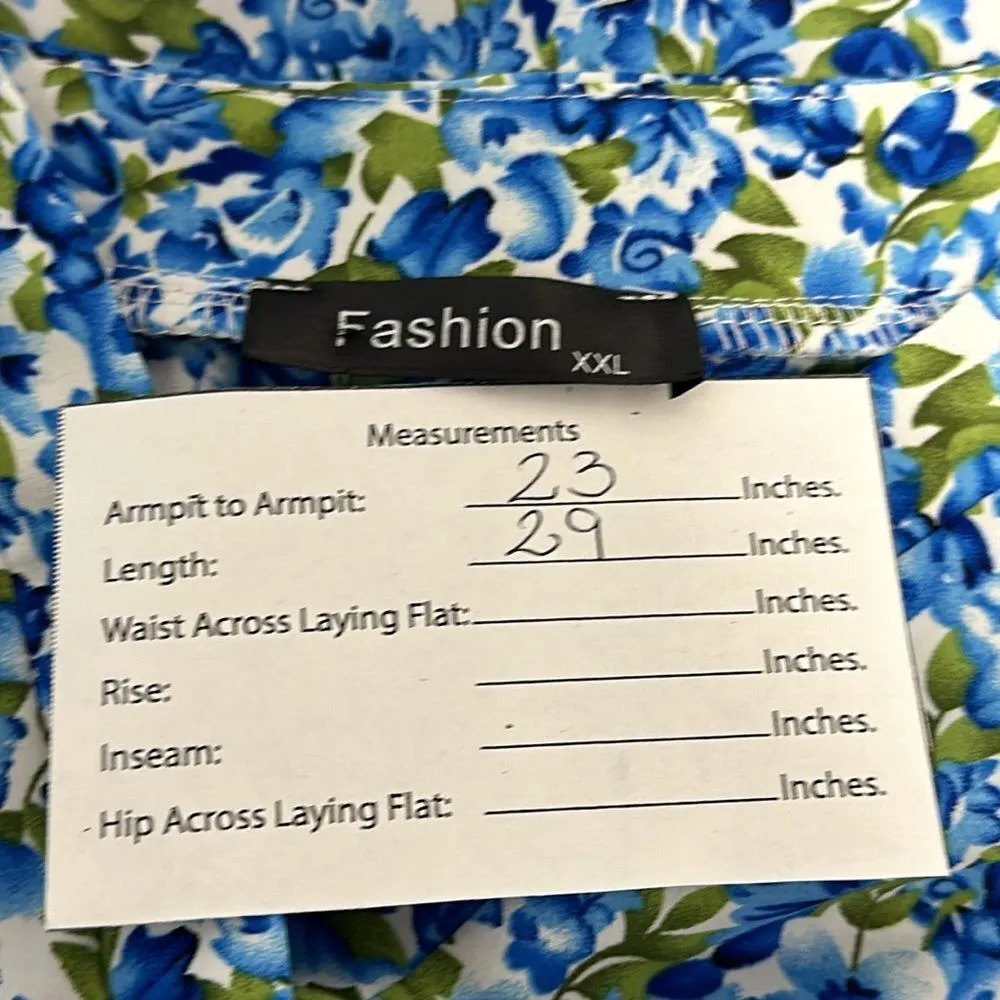 Fashion
XXL
Measurements
Armpit to Armpit: 23 Inches.
Length: 29 Inches.
Waist Across Laying Flat: Inches.
Rise: Inches.
Inseam: Inches.
Hip Across Laying Flat: Inches.